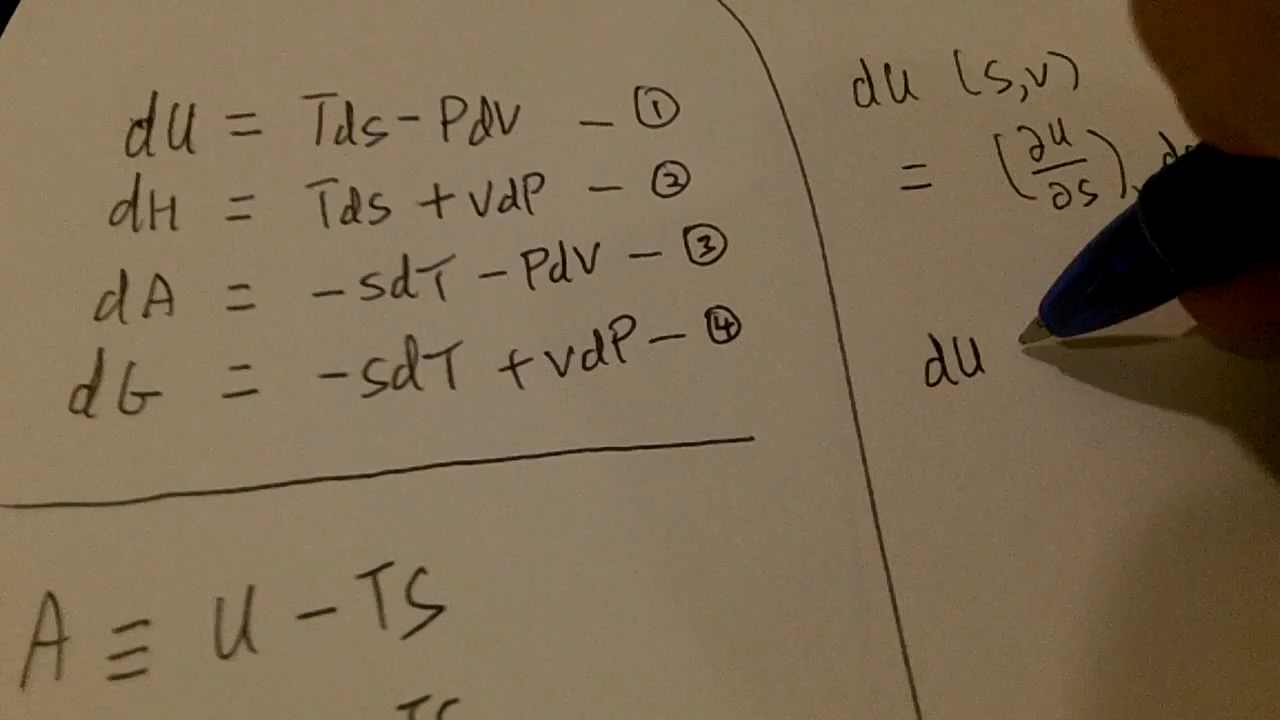 dU = Tds - PdV - ①
dH = Tds + VdP - ②
dA = -SdT - PdV - ③
dG = -SdT + VdP - ④
A ≡ U - TS
TS
dU (S,V)
= (∂U/∂S)
dU